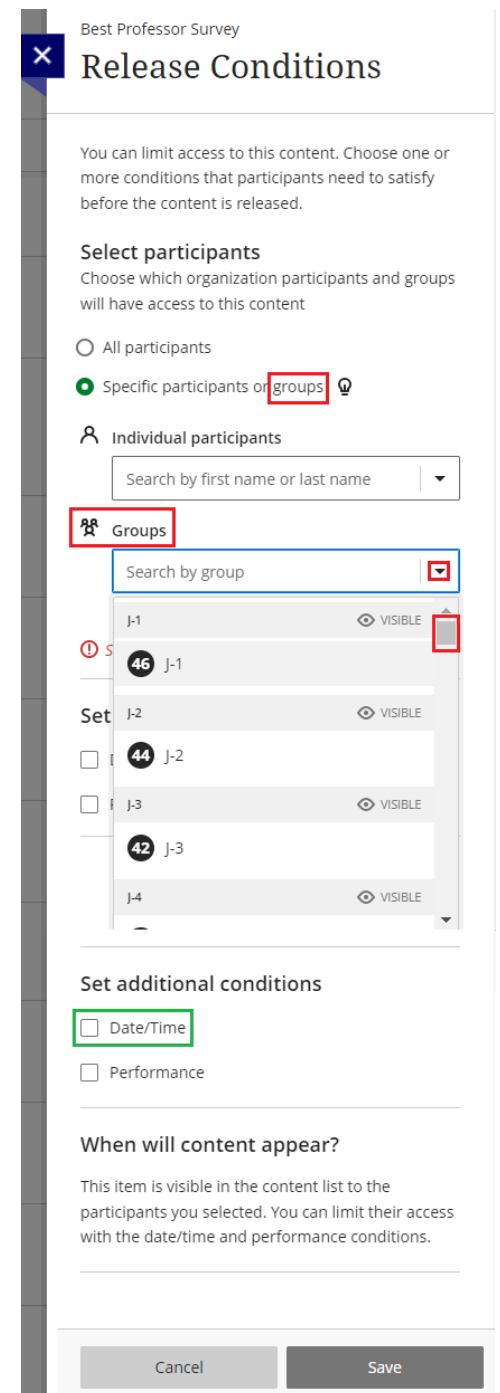 Best Professor Survey
Release Conditions
You can limit access to this content. Choose one or
more conditions that participants need to satisfy
before the content is released.
Select participants
Choose which organization participants and groups
will have access to this content
All participants
Specific participants or groups
Individual participants
Search by first name or last name
Groups
Search by group
J-1 VISIBLE
46 J-1
Set J-2 VISIBLE
44 J-2
J-3 VISIBLE
42 J-3
J-4 VISIBLE
Set additional conditions
Date/Time
Performance
When will content appear?
This item is visible in the content list to the
participants you selected. You can limit their access
with the date/time and performance conditions.
Cancel Save